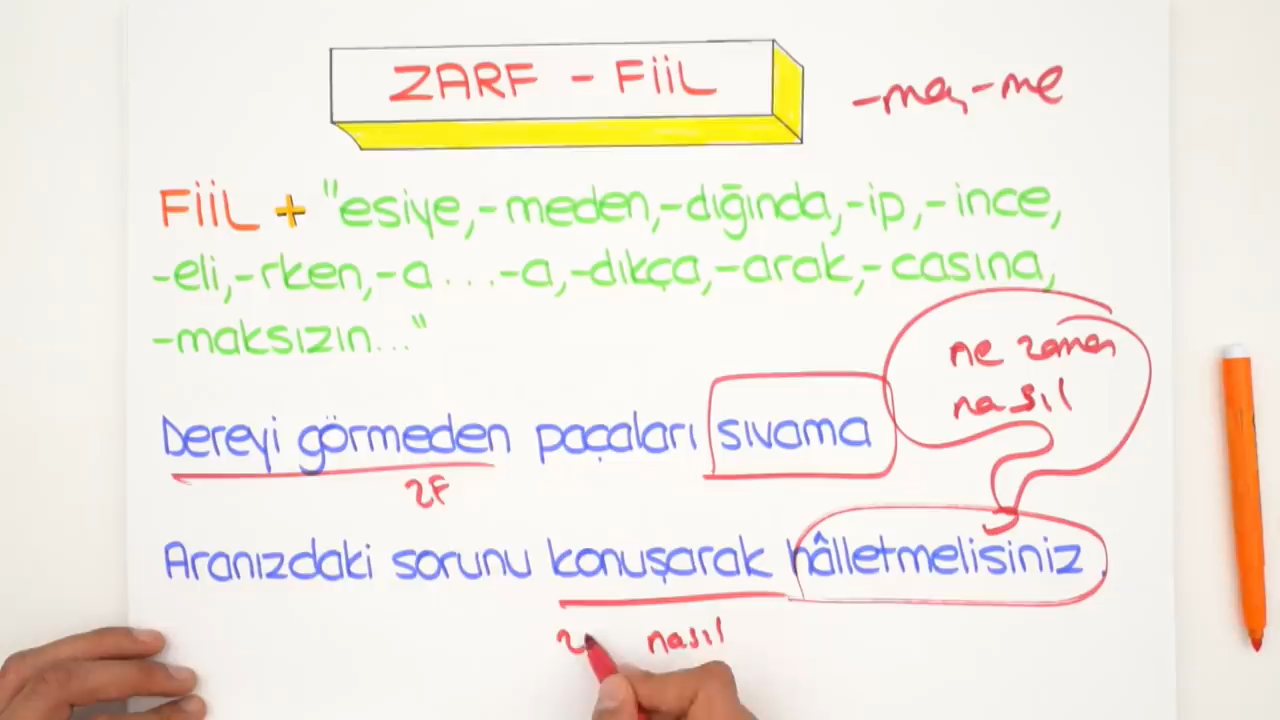 ZARF - FiiL
-ma, -me
FiiL + "esiye, -meden, -dığında, -ip, -ince,
-eli, -rken, -a ... -a, -dıkça, -arak, -casına,
-maksızın..."
ne zaman
nasıl
Dereyi görmeden paçaları sıvama
ZF
Aranızdaki sorunu konuşarak hâlletmelisiniz.
nasıl